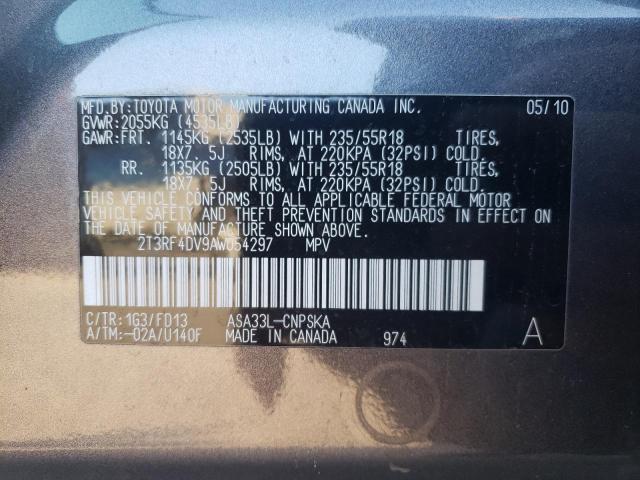 MFD. BY:TOYOTA MOTOR MANUFACTURING CANADA INC. 05/10
GVWR:2055KG (4535LB)
GAWR:FRT. 1145KG (2535LB) WITH 235/55R18 TIRES,
18X7. 5J RIMS, AT 220KPA (32PSI) COLD.
RR. 1135KG (2505LB) WITH 235/55R18 TIRES,
18X7. 5J RIMS, AT 220KPA (32PSI) COLD.
THIS VEHICLE CONFORMS TO ALL APPLICABLE FEDERAL MOTOR
VEHICLE SAFETY AND THEFT PREVENTION STANDARDS IN EFFECT ON
THE DATE OF MANUFACTURE SHOWN ABOVE.
2T3RF4DV9AW054297 MPV
C/TR:1G3/FD13 ASA33L-CNPSKA
A/TM:-02A/U140F MADE IN CANADA 974 A